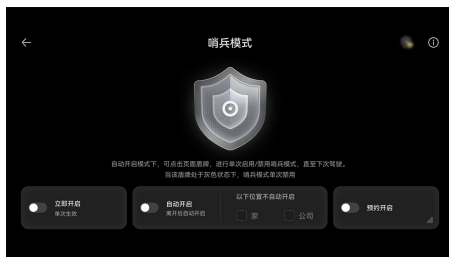 哨兵模式
自动开启模式下，可点击页面盾牌，进行单次启用/禁用哨兵模式，直至下次驾驶。
当该盾牌处于灰色状态下，哨兵模式单次禁用
立即开启
单次生效
自动开启
离开后自动开启
以下位置不自动开启
家
公司
预约开启